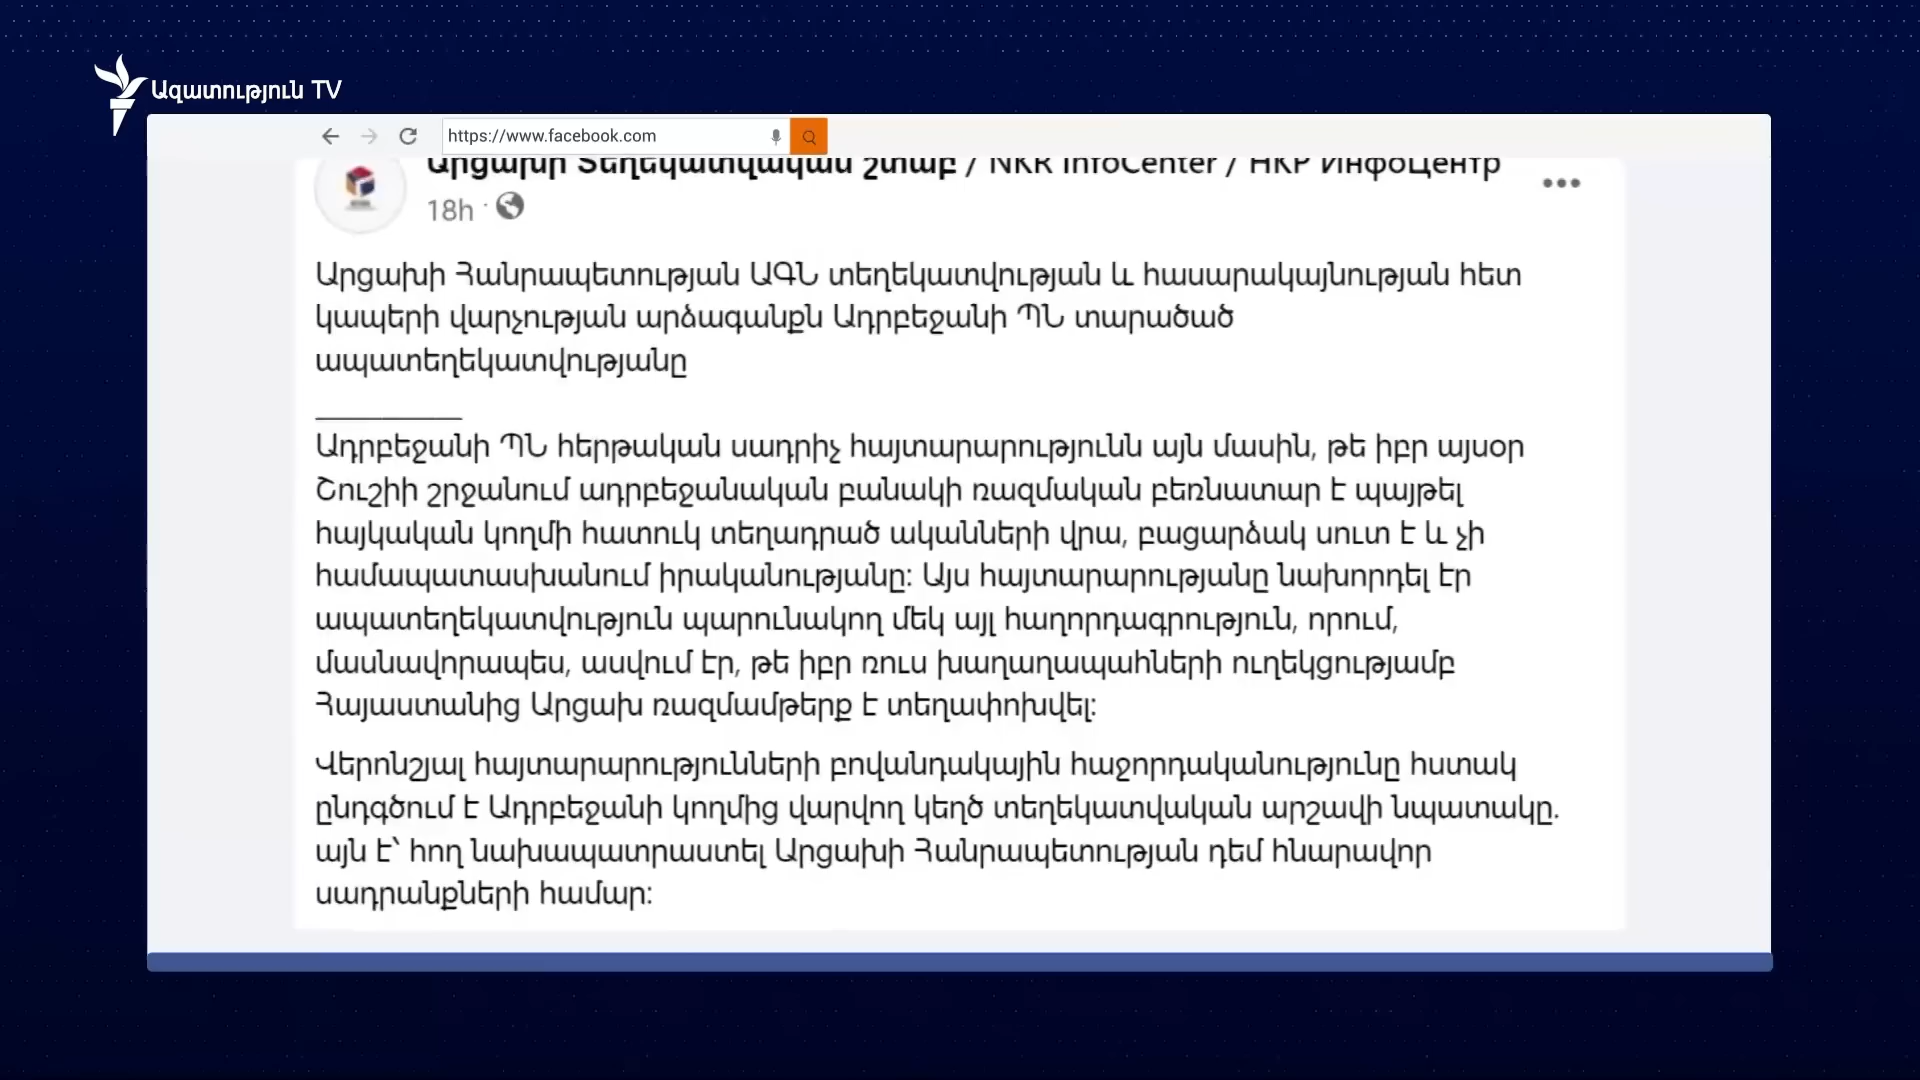 Ազատություն TV
https://www.facebook.com
Արցախի Տեղեկատվական շտաբ / NKR InfoCenter / НКР ИнфоЦентр
18h ·
Արցախի Հանրապետության ԱԳՆ տեղեկատվության և հասարակայնության հետ
կապերի վարչության արձագանքն Ադրբեջանի ՊՆ տարածած
ապատեղեկատվությանը
__________
Ադրբեջանի ՊՆ հերթական սադրիչ հայտարարությունն այն մասին, թե իբր այսօր
Շուշիի շրջանում ադրբեջանական բանակի ռազմական բեռնատար է պայթել
հայկական կողմի հատուկ տեղադրած ականների վրա, բացարձակ սուտ է և չի
համապատասխանում իրականությանը: Այս հայտարարությանը նախորդել էր
ապատեղեկատվություն պարունակող մեկ այլ հաղորդագրություն, որում,
մասնավորապես, ասվում էր, թե իբր ռուս խաղաղապահների ուղեկցությամբ
Հայաստանից Արցախ ռազմամթերք է տեղափոխվել:
Վերոնշյալ հայտարարությունների բովանդակային հաջորդականությունը հստակ
ընդգծում է Ադրբեջանի կողմից վարվող կեղծ տեղեկատվական արշավի նպատակը.
այն է՝ հող նախապատրաստել Արցախի Հանրապետության դեմ հնարավոր
սադրանքների համար: